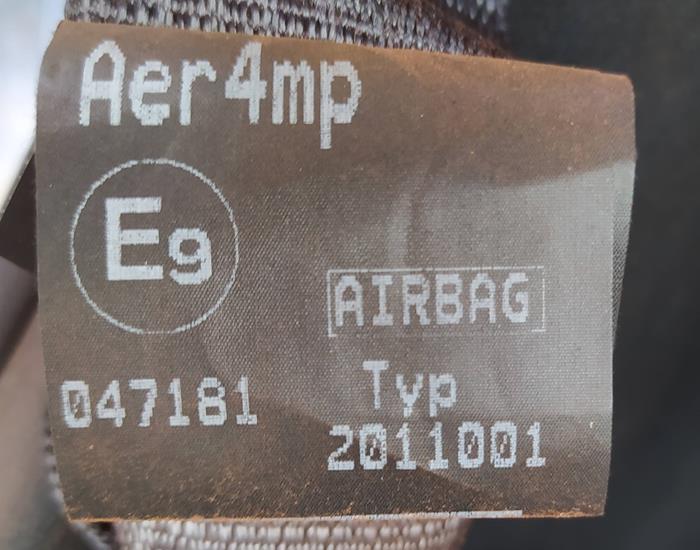 Aer4mp
E9
AIRBAG
047181
Typ
2011001